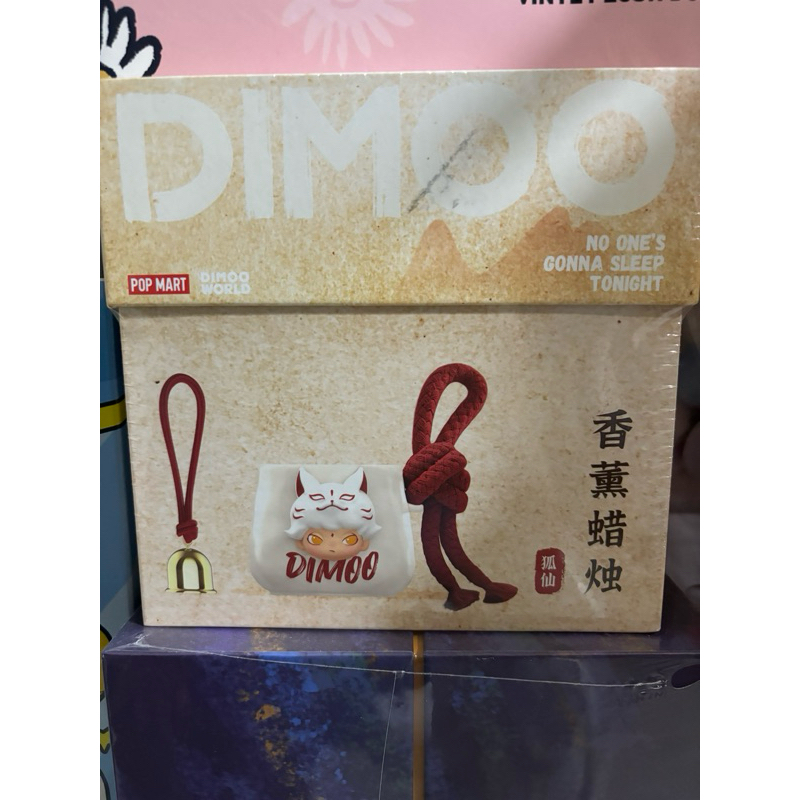 DIMOO
POP MART
DIMOO
WORLD
NO ONE'S
GONNA SLEEP
TONIGHT
DIMOO
狐仙
香薰蜡烛